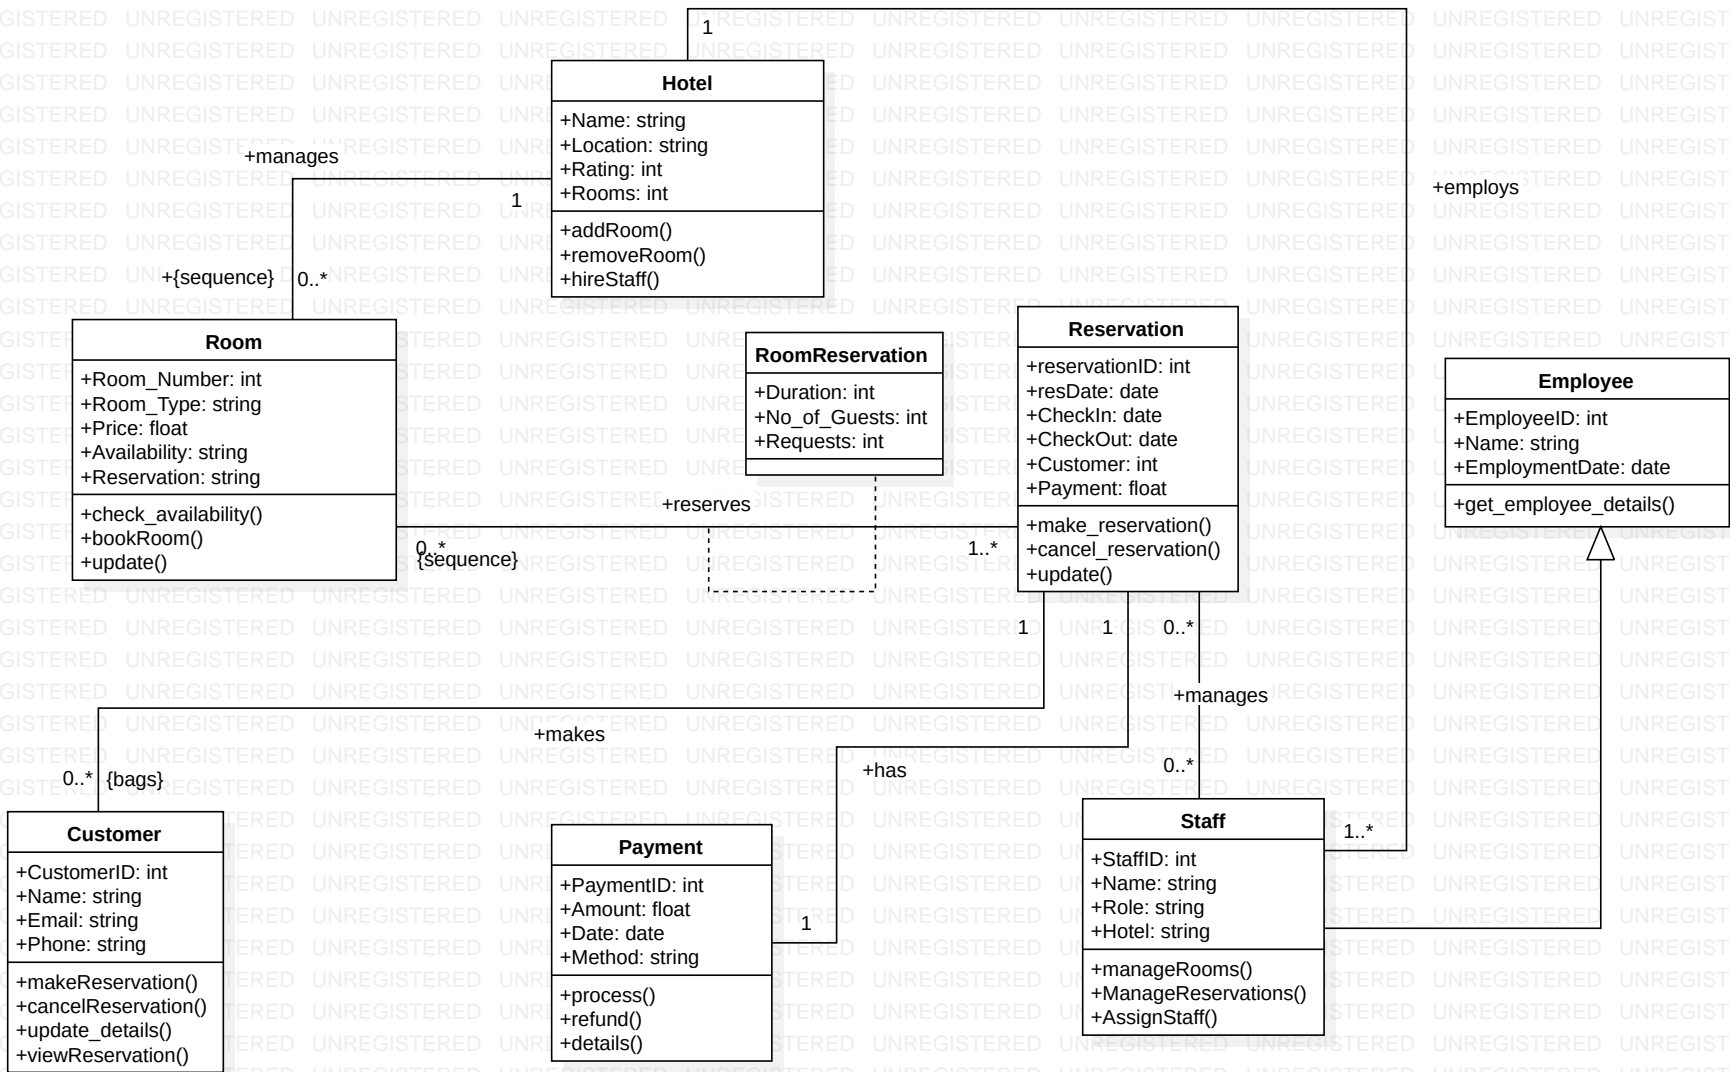 1
Hotel
+Name: string
+Location: string
+Rating: int
+Rooms: int
+addRoom()
+removeRoom()
+hireStaff()
+manages
1
+employs
+{sequence}
0..*
Room
+Room_Number: int
+Room_Type: string
+Price: float
+Availability: string
+Reservation: string
+check_availability()
+bookRoom()
+update()
RoomReservation
+Duration: int
+No_of_Guests: int
+Requests: int
Reservation
+reservationID: int
+resDate: date
+CheckIn: date
+CheckOut: date
+Customer: int
+Payment: float
+make_reservation()
+cancel_reservation()
+update()
Employee
+EmployeeID: int
+Name: string
+EmploymentDate: date
+get_employee_details()
+reserves
0..*
{sequence}
1..*
1
1
0..*
+manages
+makes
+has
0..*
0..*
{bags}
Customer
+CustomerID: int
+Name: string
+Email: string
+Phone: string
+makeReservation()
+cancelReservation()
+update_details()
+viewReservation()
Payment
+PaymentID: int
+Amount: float
+Date: date
+Method: string
+process()
+refund()
+details()
1
Staff
+StaffID: int
+Name: string
+Role: string
+Hotel: string
+manageRooms()
+ManageReservations()
+AssignStaff()
1..*
UNREGISTERED